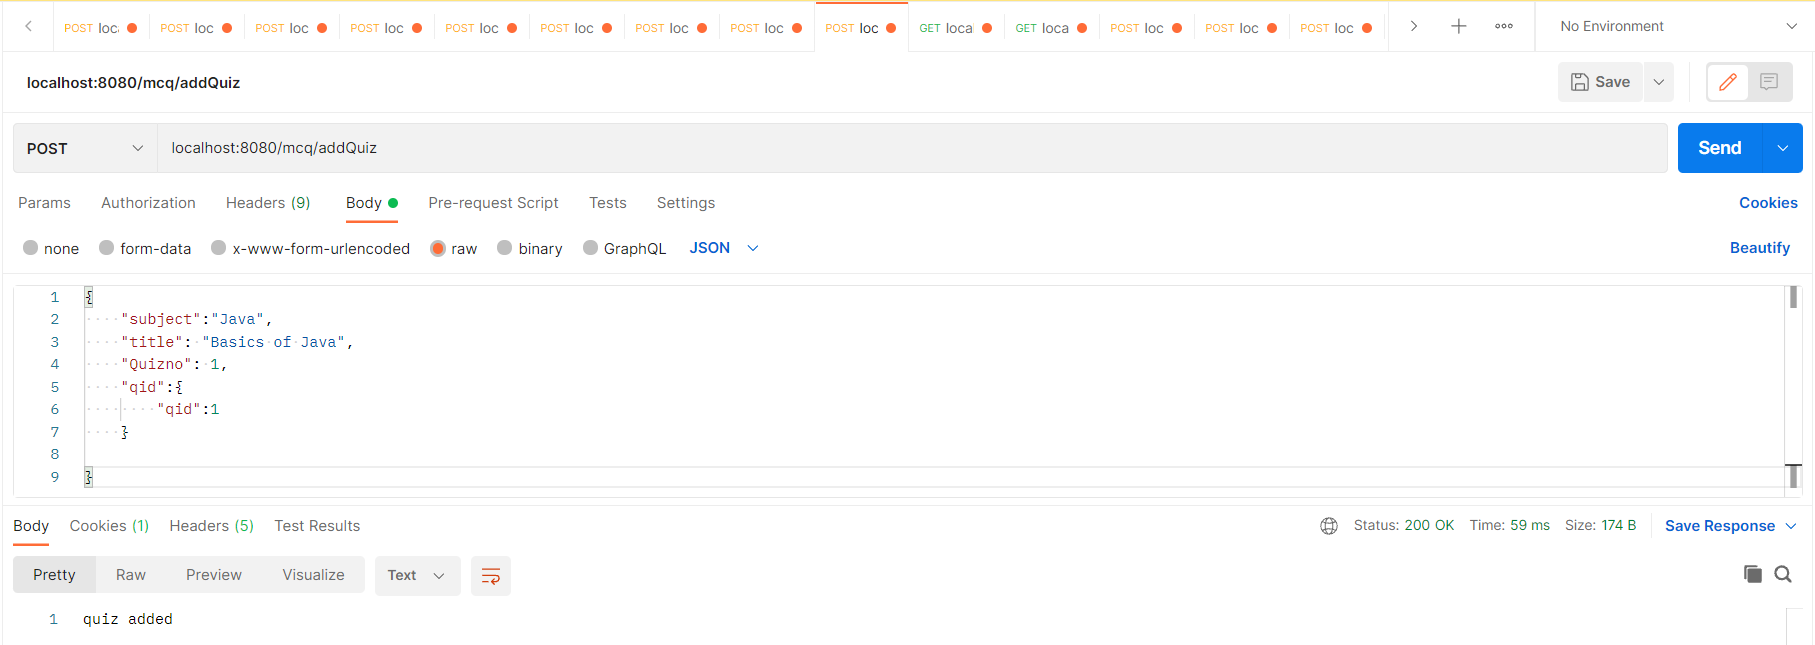 POST loc POST loc POST loc POST loc POST loc POST loc POST loc POST loc POST loc GET loca GET loca POST loc POST loc POST loc No Environment
localhost:8080/mcq/addQuiz Save
POST localhost:8080/mcq/addQuiz Send
Params Authorization Headers (9) Body Pre-request Script Tests Settings Cookies
none form-data x-www-form-urlencoded raw binary GraphQL JSON Beautify
1 {
2 "subject":"Java",
3 "title": "Basics of Java",
4 "Quizno": 1,
5 "qid":{
6 "qid":1
7 }
8
9 }
Body Cookies (1) Headers (5) Test Results Status: 200 OK Time: 59 ms Size: 174 B Save Response
Pretty Raw Preview Visualize Text
1 quiz added